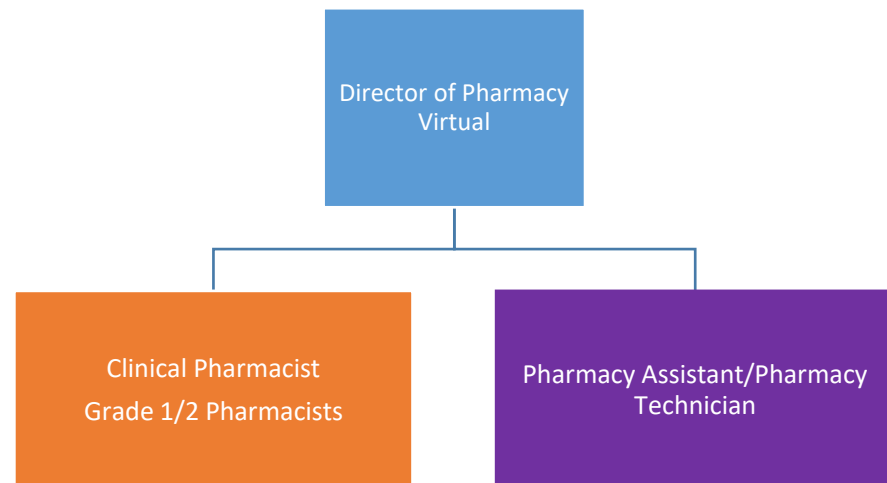 Director of Pharmacy
Virtual
Clinical Pharmacist
Grade 1/2 Pharmacists
Pharmacy Assistant/Pharmacy
Technician